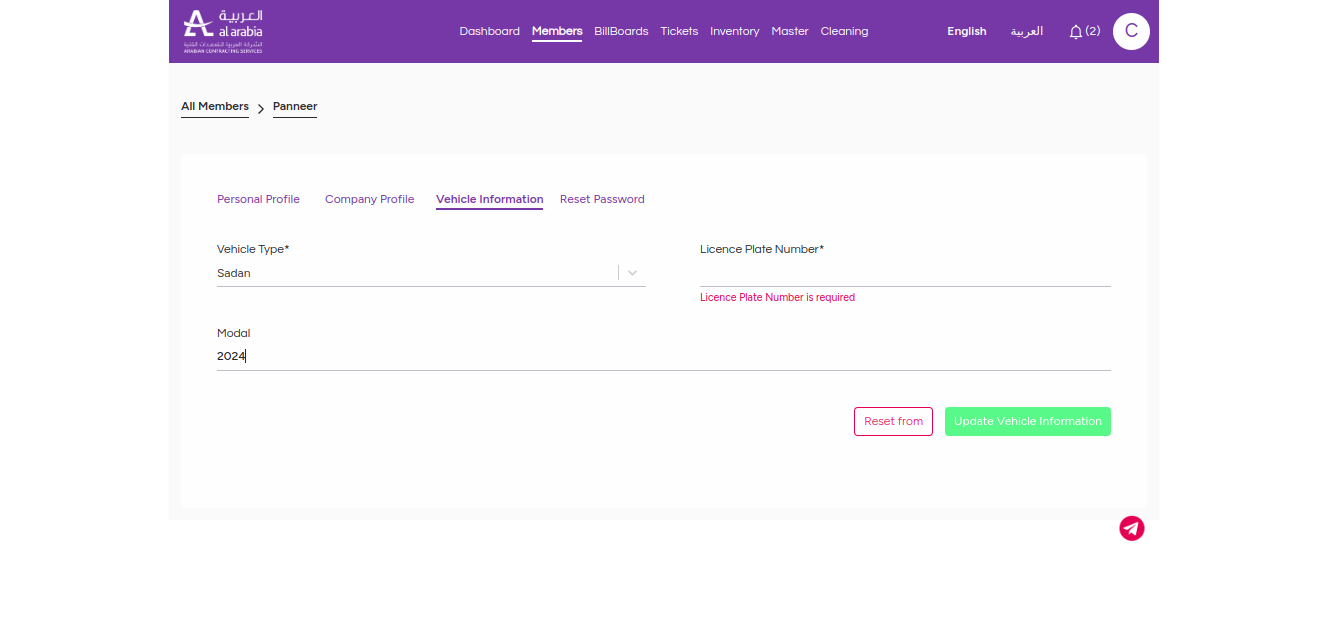 العربية
al arabia
الشركة العربية للتعهدات الفنية
ARABIAN CONTRACTING SERVICES
Dashboard Members BillBoards Tickets Inventory Master Cleaning English العربية (2) C
All Members > Panneer
Personal Profile Company Profile Vehicle Information Reset Password
Vehicle Type* Licence Plate Number*
Sadan
Licence Plate Number is required
Modal
2024
Reset from Update Vehicle Information